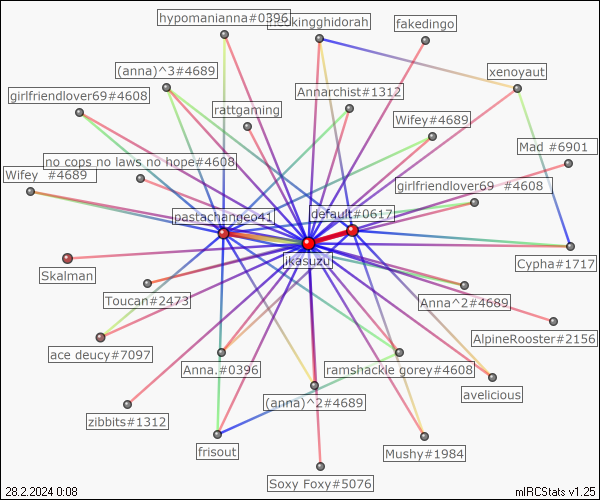 hypomanianna#0396
fakedingo
(anna)^3#4689
xenoyaut
girlfriendlover69#4608
Annarchist#1312
rattgaming
Wifey#4689
Mad #6901
no cops no laws no hope#4608
Wifey #4689
girlfriendlover69 #4608
pastachangeo41
default#0617
ikasuzu
Skalman
Cypha#1717
Toucan#2473
Anna^2#4689
AlpineRooster#2156
ace deucy#7097
Anna.#0396
ramshackle gorey#4608
avelicious
(anna)^2#4689
zibbits#1312
frisout
Mushy#1984
Soxy Foxy#5076
28.2.2024 0:08
mIRCStats v1.25